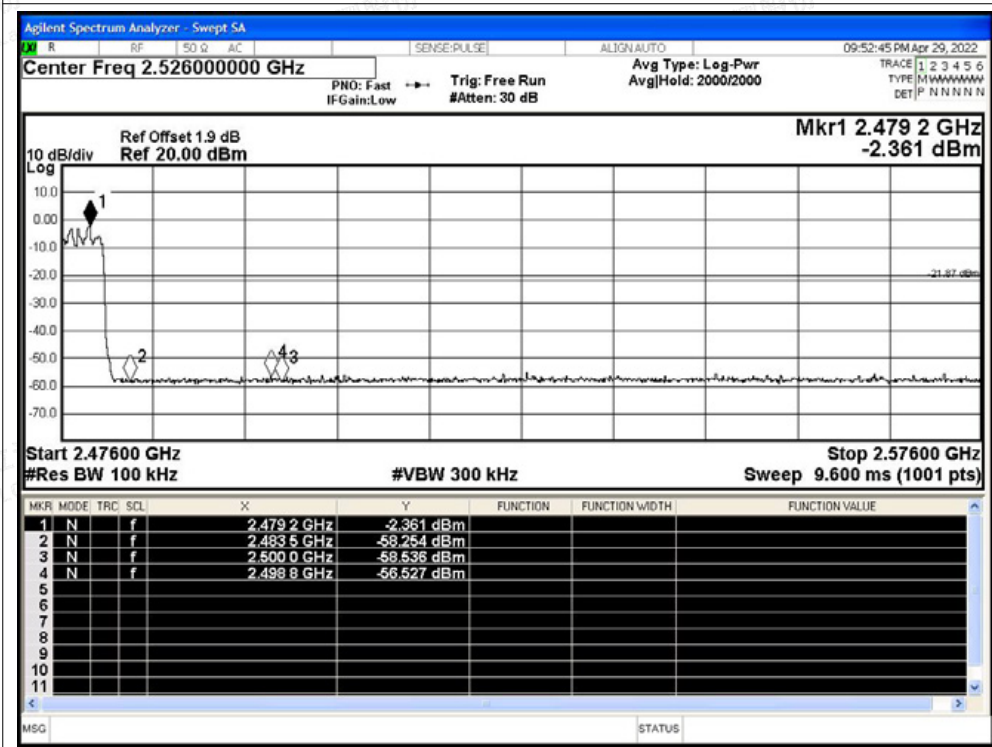 Agilent Spectrum Analyzer - Swept SA
LXI R RF 50 Ω AC SENSE:PULSE ALIGN AUTO 09:52:45 PM Apr 29, 2022
Center Freq 2.526000000 GHz
PNO: Fast
IFGain:Low
Trig: Free Run
#Atten: 30 dB
Avg Type: Log-Pwr
Avg|Hold: 2000/2000
TRACE 1 2 3 4 5 6
TYPE M WWWWW
DET P N N N N N
Mkr1 2.479 2 GHz
-2.361 dBm
Ref Offset 1.9 dB
10 dB/div Ref 20.00 dBm
Log
10.0
0.00
-10.0
-20.0
-30.0
-40.0
-50.0
-60.0
-70.0
1
2
4
3
-21.87 dBm
Start 2.47600 GHz Stop 2.57600 GHz
#Res BW 100 kHz #VBW 300 kHz Sweep 9.600 ms (1001 pts)
MKR MODE TRC SCL X Y FUNCTION FUNCTION WIDTH FUNCTION VALUE
1 N f 2.479 2 GHz -2.361 dBm
2 N f 2.483 5 GHz -58.254 dBm
3 N f 2.500 0 GHz -58.536 dBm
4 N f 2.498 8 GHz -56.527 dBm
5
6
7
8
9
10
11
MSG STATUS